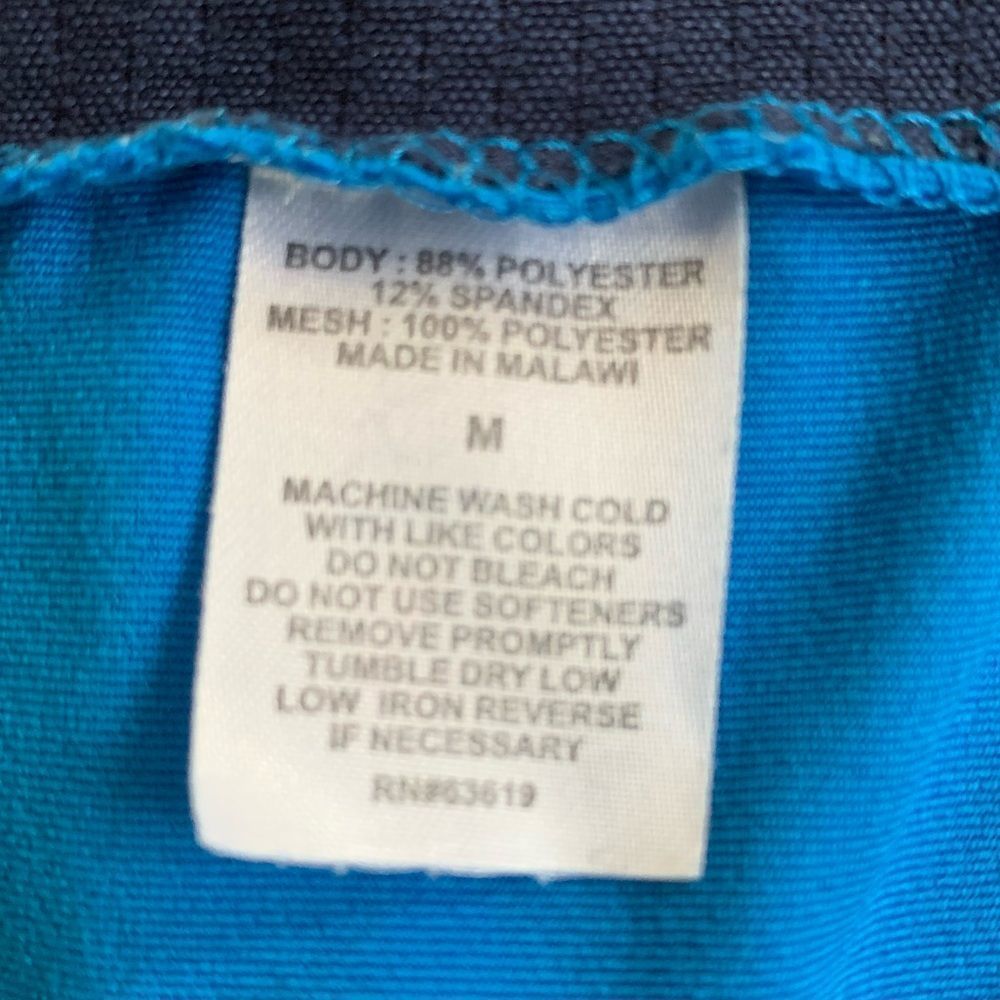 BODY : 88% POLYESTER
12% SPANDEX
MESH : 100% POLYESTER
MADE IN MALAWI
M
MACHINE WASH COLD
WITH LIKE COLORS
DO NOT BLEACH
DO NOT USE SOFTENERS
REMOVE PROMPTLY
TUMBLE DRY LOW
LOW IRON REVERSE
IF NECESSARY
RN#63619